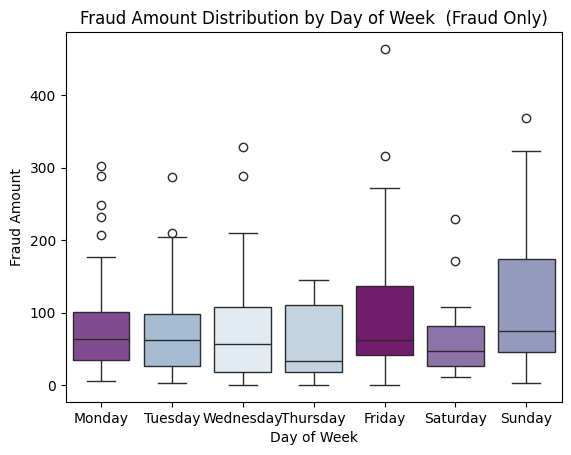 Fraud Amount Distribution by Day of Week  (Fraud Only)
400
300
200
100
0
Fraud Amount
Monday Tuesday Wednesday Thursday Friday Saturday Sunday
Day of Week